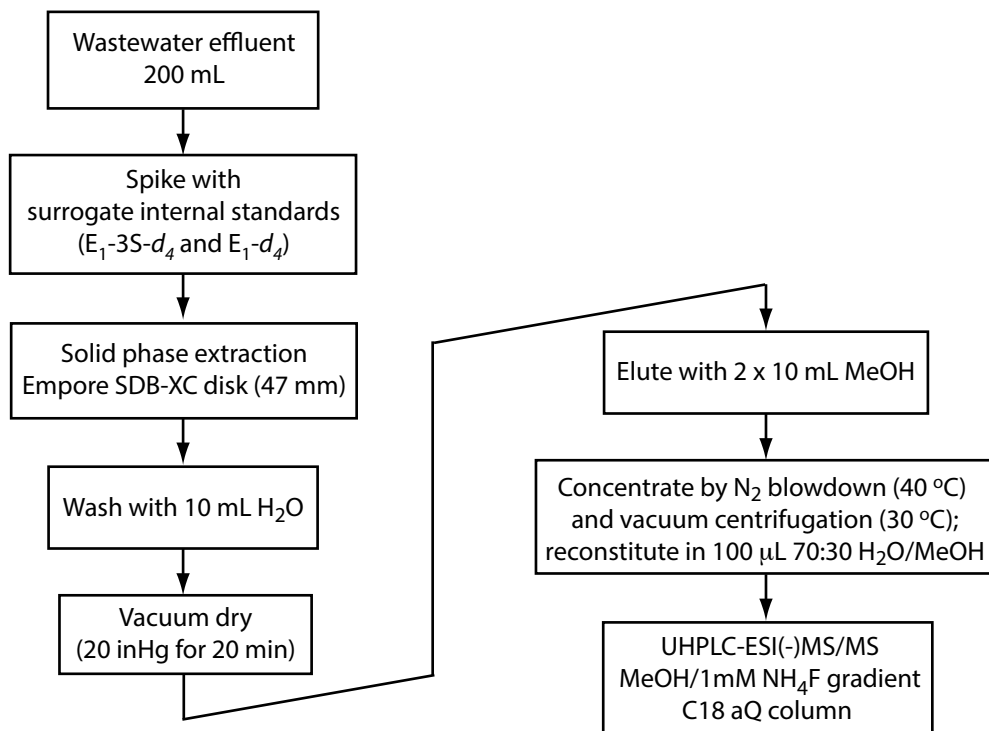 Wastewater effluent
200 mL
Spike with
surrogate internal standards
(E₁-3S-d₄ and E₁-d₄)
Solid phase extraction
Empore SDB-XC disk (47 mm)
Wash with 10 mL H₂O
Vacuum dry
(20 inHg for 20 min)
Elute with 2 x 10 mL MeOH
Concentrate by N₂ blowdown (40 ºC)
and vacuum centrifugation (30 ºC);
reconstitute in 100 μL 70:30 H₂O/MeOH
UHPLC-ESI(-)MS/MS
MeOH/1mM NH₄F gradient
C18 aQ column